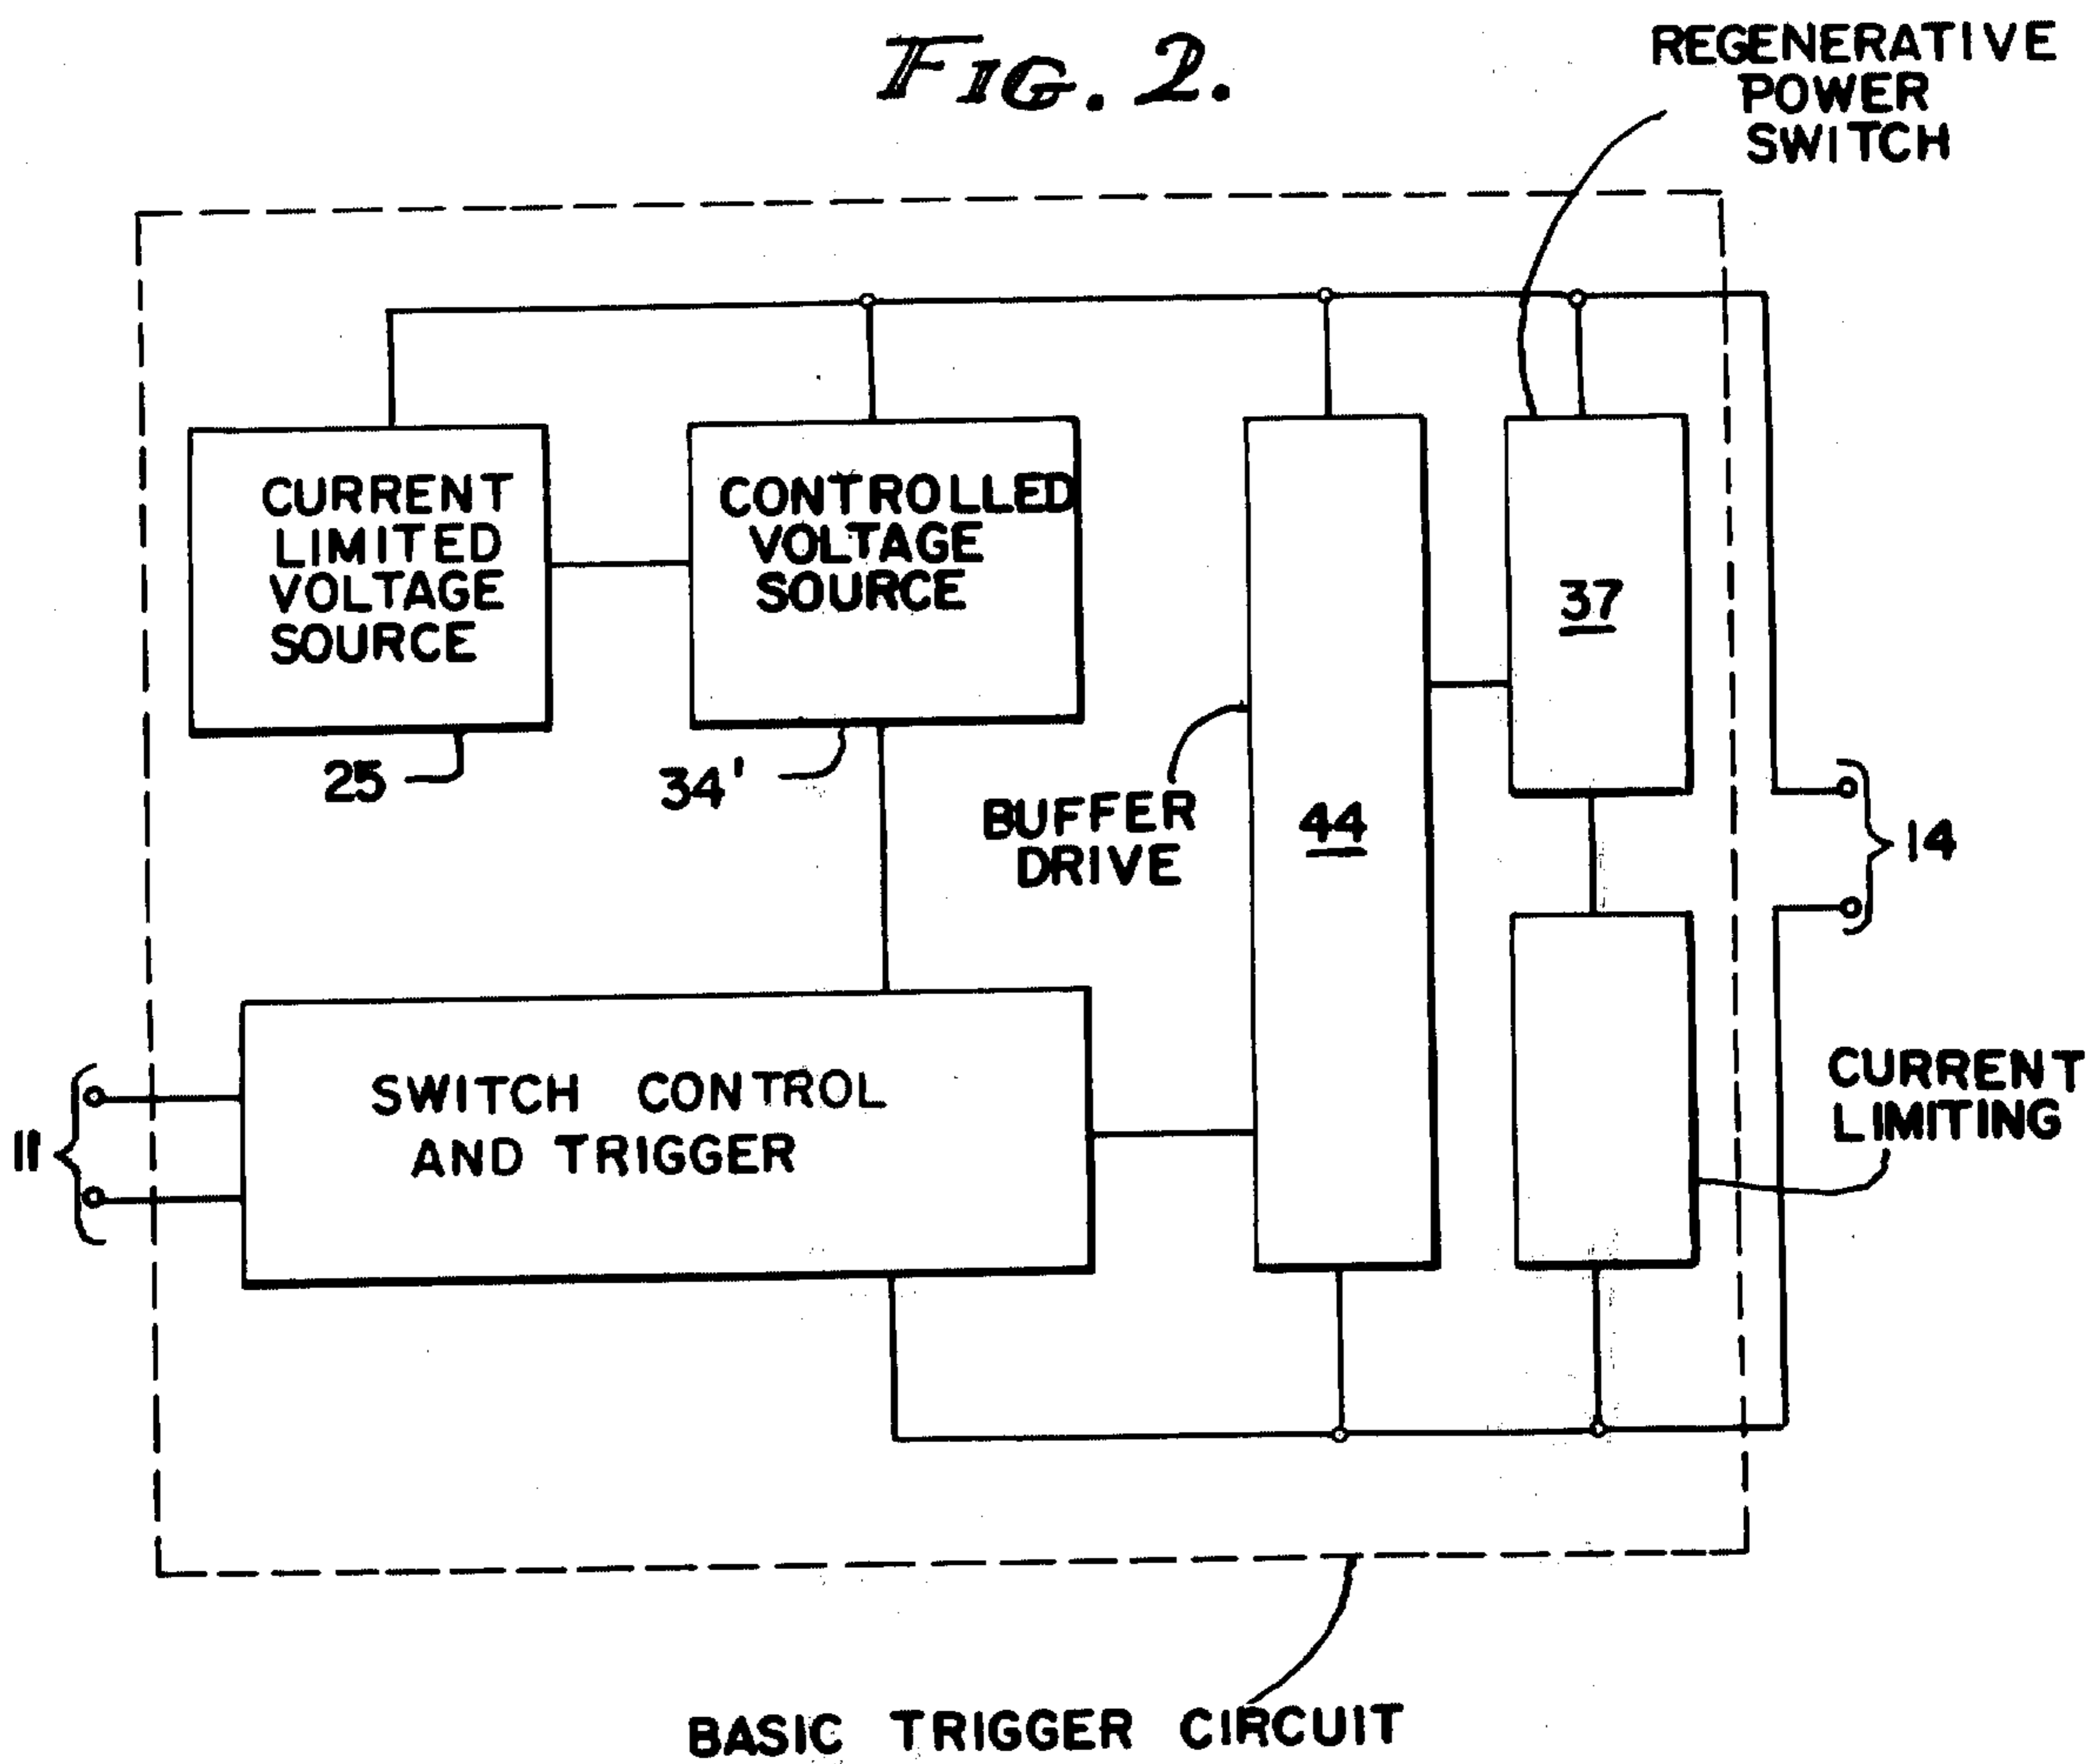 FIG. 2.
REGENERATIVE
POWER
SWITCH
CURRENT
LIMITED
VOLTAGE
SOURCE
CONTROLLED
VOLTAGE
SOURCE
37
25
34'
BUFFER
DRIVE
44
14
SWITCH CONTROL
AND TRIGGER
11
CURRENT
LIMITING
BASIC TRIGGER CIRCUIT